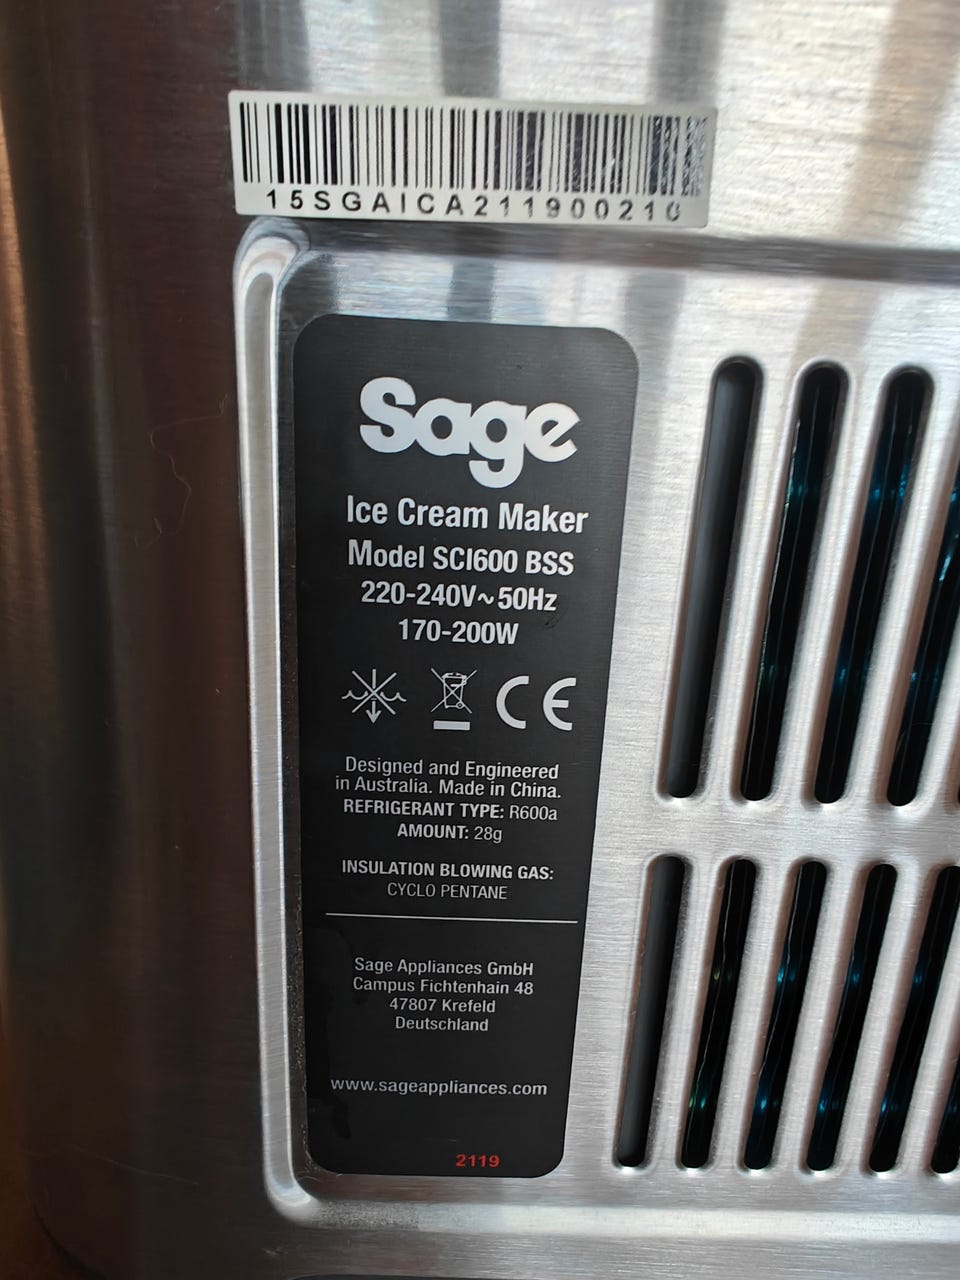 15SGAICA211900210
Sage
Ice Cream Maker
Model SCI600 BSS
220-240V~50Hz
170-200W
CE
Designed and Engineered
in Australia. Made in China.
REFRIGERANT TYPE: R600a
AMOUNT: 28g
INSULATION BLOWING GAS:
CYCLO PENTANE
Sage Appliances GmbH
Campus Fichtenhain 48
47807 Krefeld
Deutschland
www.sageappliances.com
2119